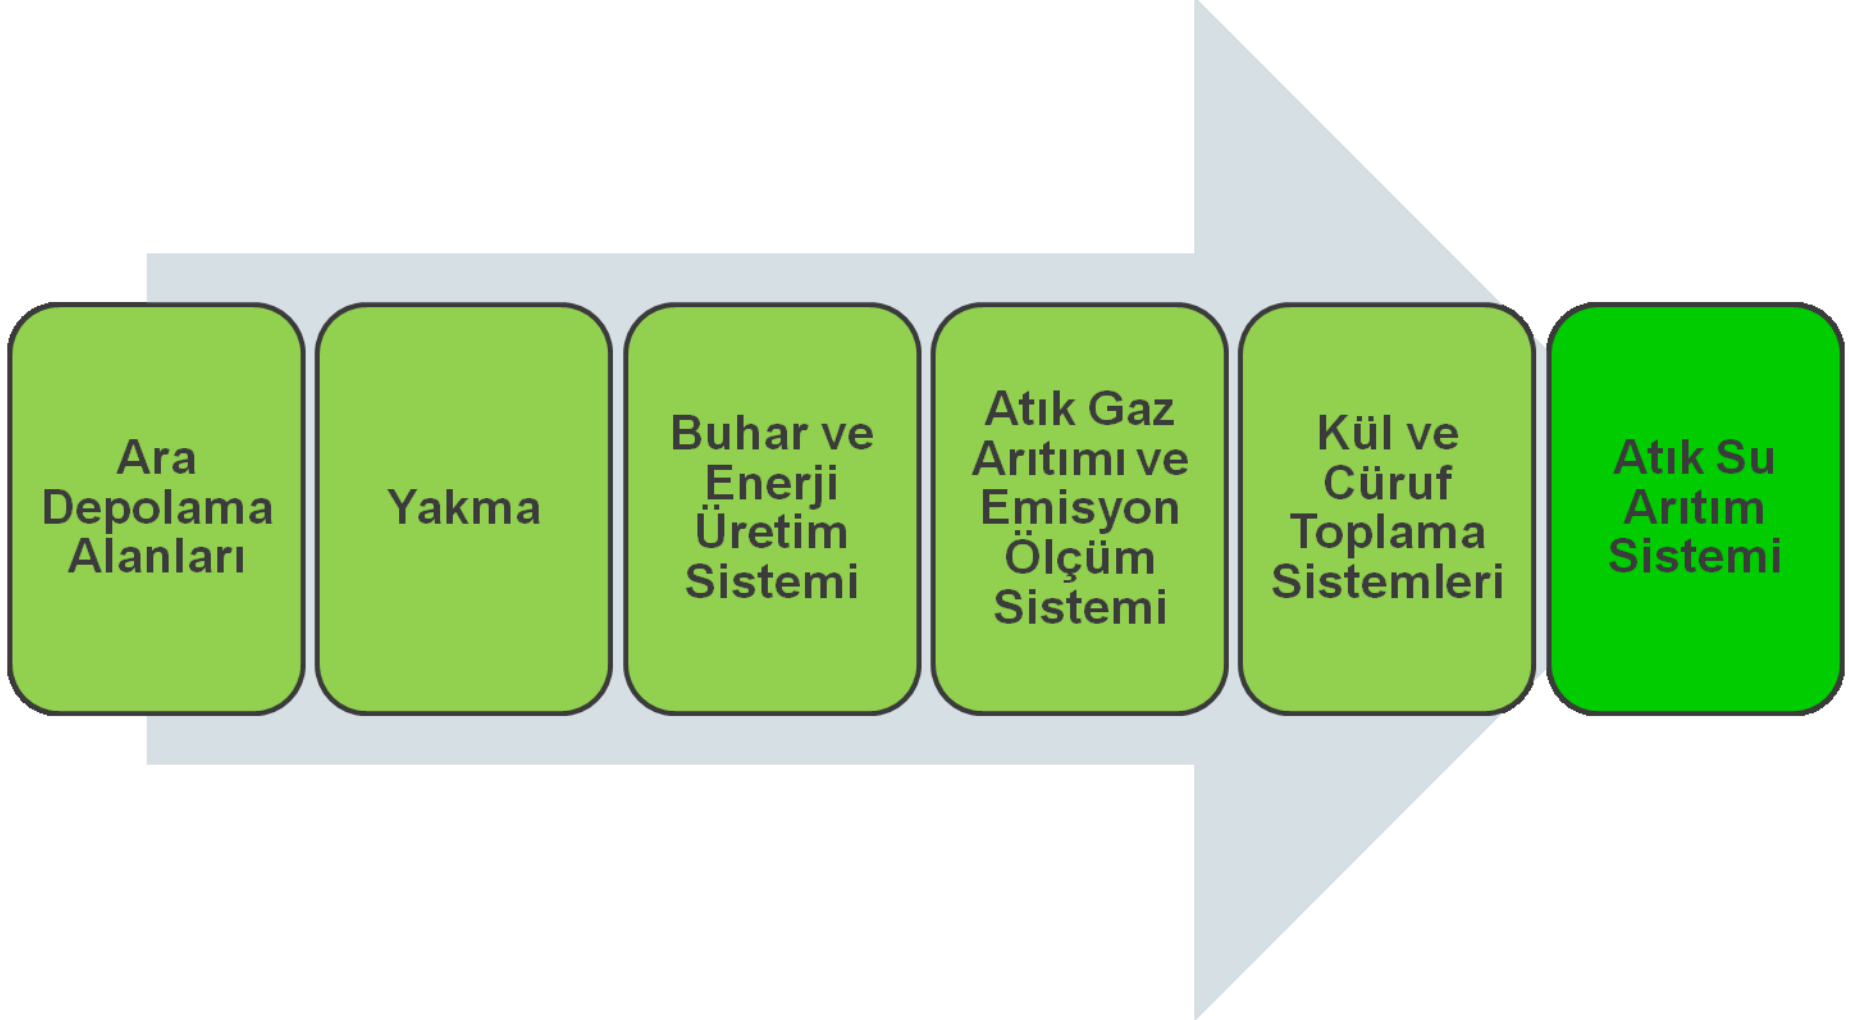 Ara
Depolama
Alanları
Yakma
Buhar ve
Enerji
Üretim
Sistemi
Atık Gaz
Arıtımı ve
Emisyon
Ölçüm
Sistemi
Kül ve
Cüruf
Toplama
Sistemleri
Atık Su
Arıtım
Sistemi